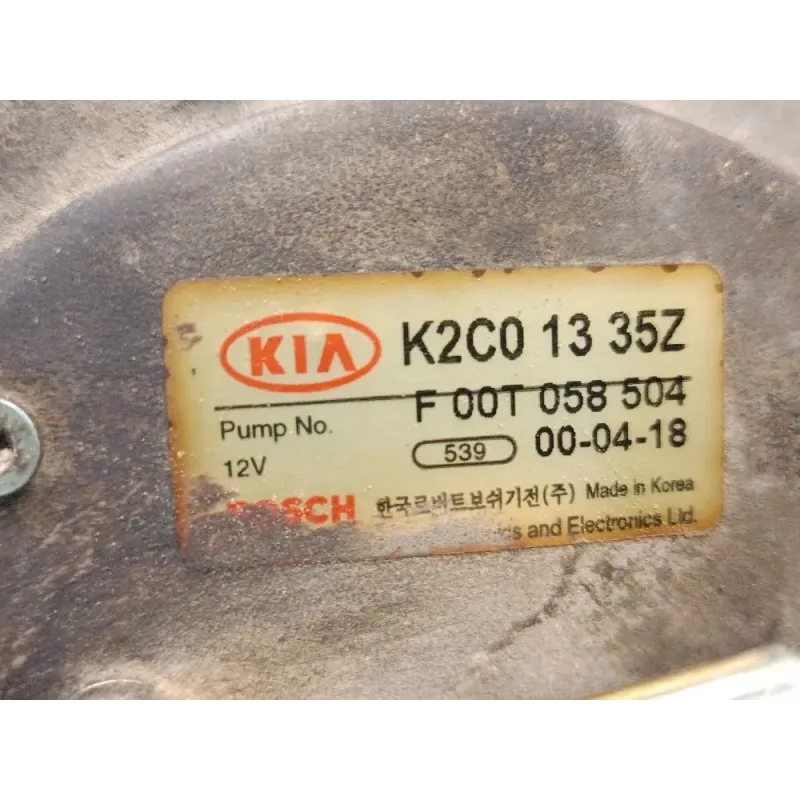 KIA K2C0 13 35Z
Pump No. F 00T 058 504
12V 539 00-04-18
BOSCH 한국로버트보쉬기전(주) Made in Korea
and Electronics Ltd.